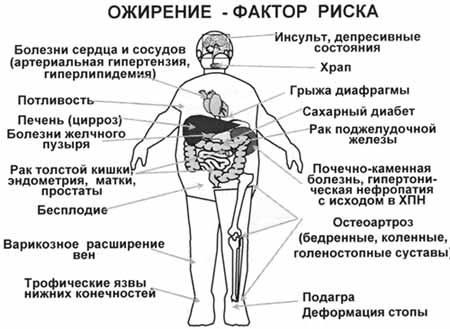 ОЖИРЕНИЕ - ФАКТОР РИСКА
Болезни сердца и сосудов
(артериальная гипертензия,
гиперлипидемия)
Потливость
Печень (цирроз)
Болезни желчного
пузыря
Рак толстой кишки,
эндометрия, матки,
простаты
Бесплодие
Варикозное расширение
вен
Трофические язвы
нижних конечностей
Инсульт, депресивные
состояния
Храп
Грыжа диафрагмы
Сахарный диабет
Рак поджелудочной
железы
Почечно-каменная
болезнь, гипертони-
ческая нефропатия
с исходом в ХПН
Остеоартроз
(бедренные, коленные,
голеностопные суставы)
Подагра
Деформация стопы